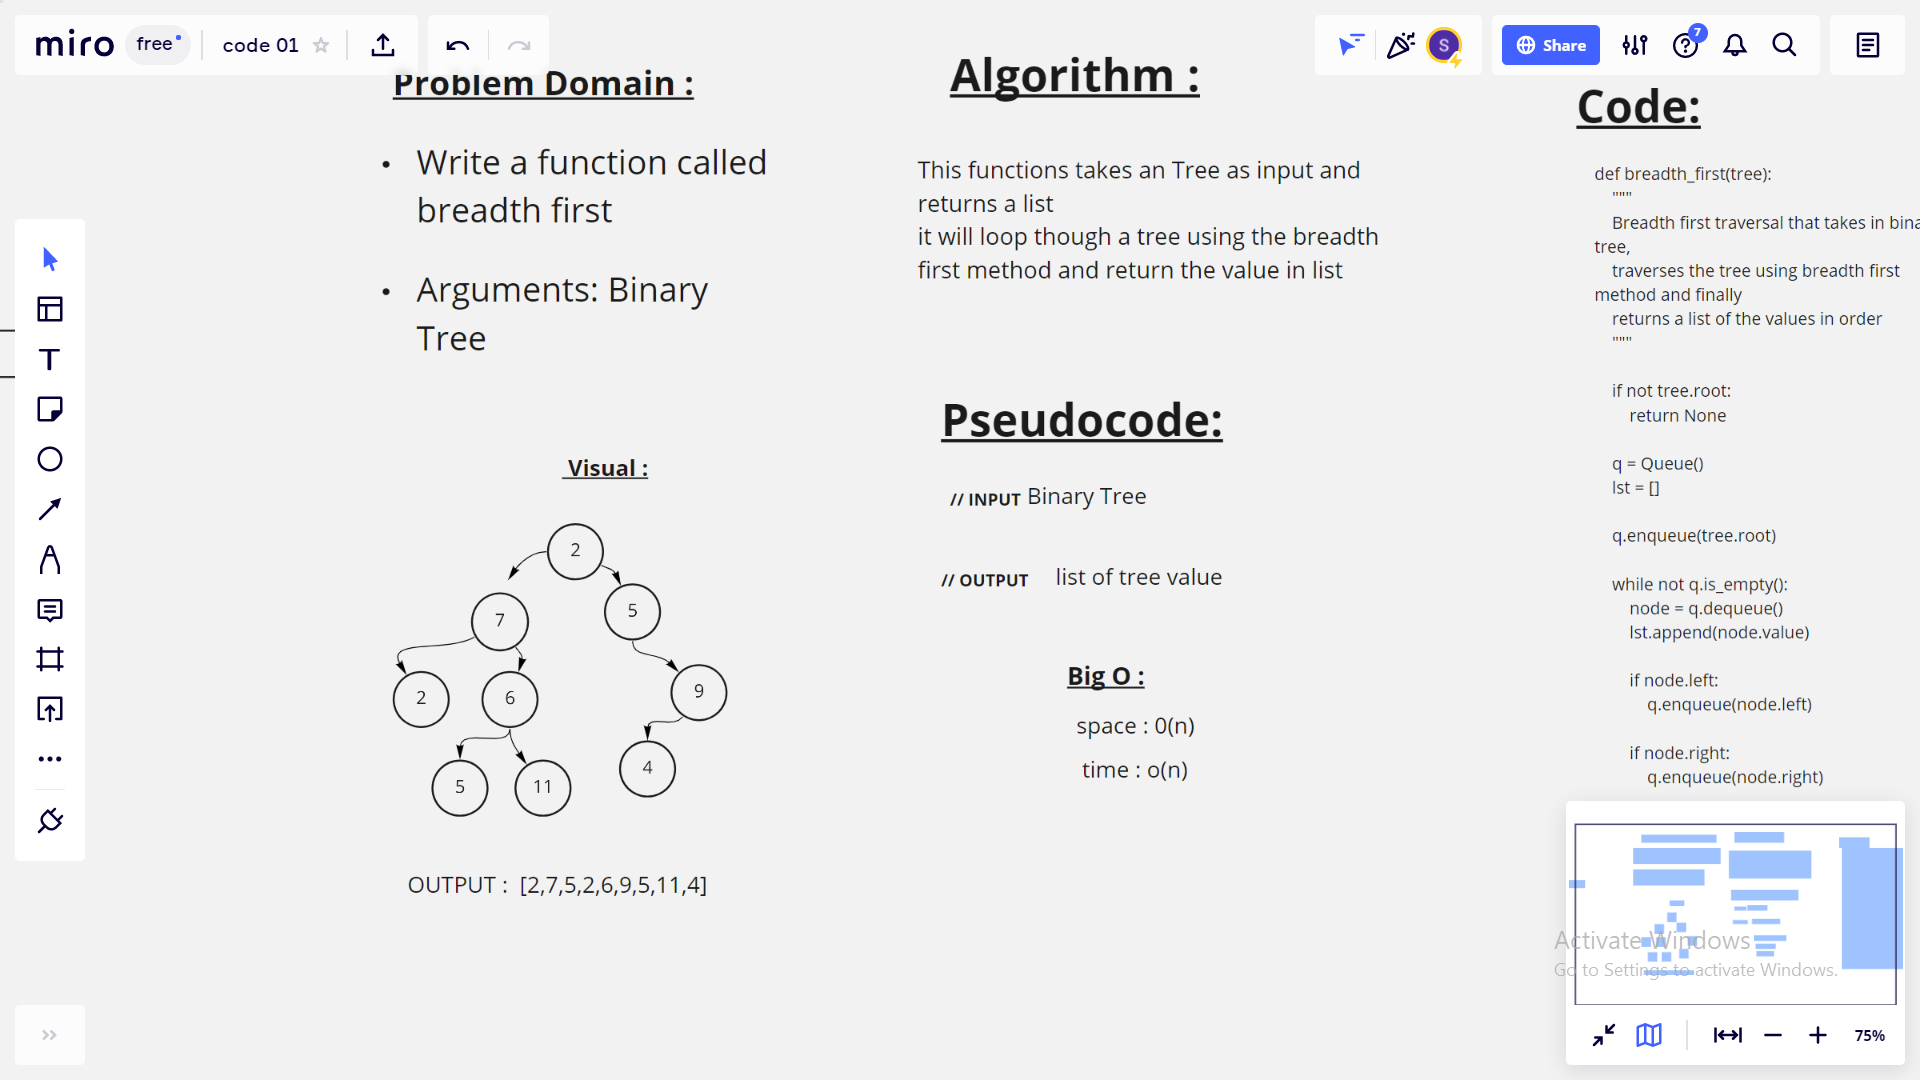 miro free code 01
Share
7
S
Problem Domain :
• Write a function called
breadth first
• Arguments: Binary
Tree
Visual :
2
7
5
2
6
9
5
11
4
OUTPUT : [2,7,5,2,6,9,5,11,4]
Algorithm :
This functions takes an Tree as input and
returns a list
it will loop though a tree using the breadth
first method and return the value in list
Pseudocode:
// INPUT Binary Tree
// OUTPUT list of tree value
Big O :
space : 0(n)
time : o(n)
Code:
def breadth_first(tree):
"""
Breadth first traversal that takes in bina
tree,
traverses the tree using breadth first
method and finally
returns a list of the values in order
"""
if not tree.root:
return None
q = Queue()
lst = []
q.enqueue(tree.root)
while not q.is_empty():
node = q.dequeue()
lst.append(node.value)
if node.left:
q.enqueue(node.left)
if node.right:
q.enqueue(node.right)
Activate Windows
Go to Settings to activate Windows.
75%